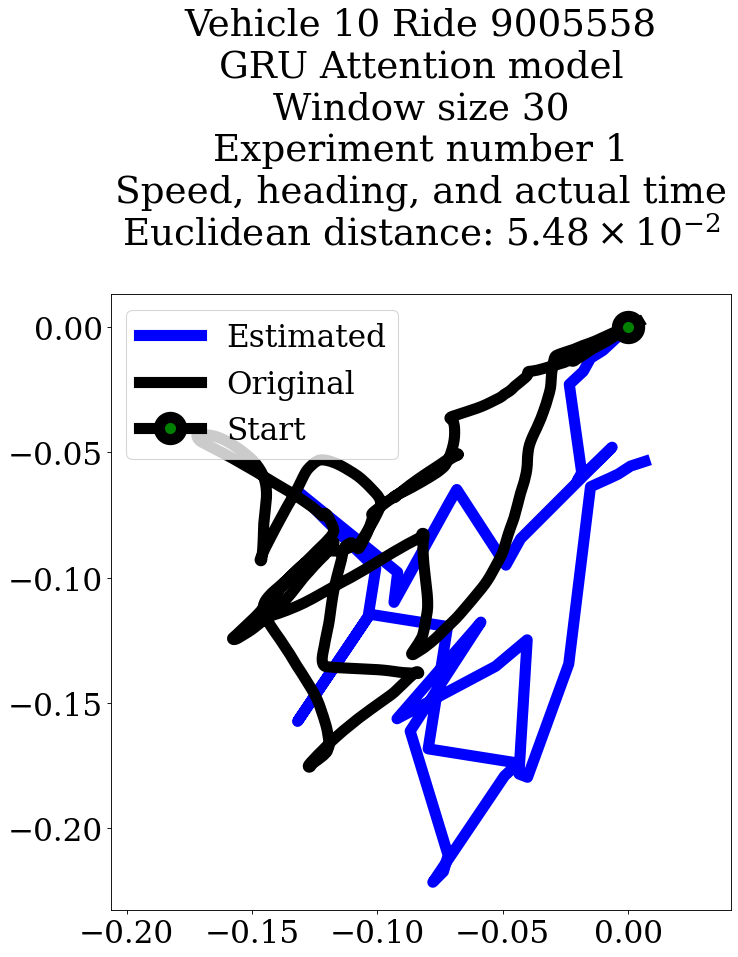 Vehicle 10 Ride 9005558
GRU Attention model
Window size 30
Experiment number 1
Speed, heading, and actual time
Euclidean distance: 5.48 × 10⁻²
Estimated
Original
Start
0.00
−0.05
−0.10
−0.15
−0.20
−0.20 −0.15 −0.10 −0.05 0.00